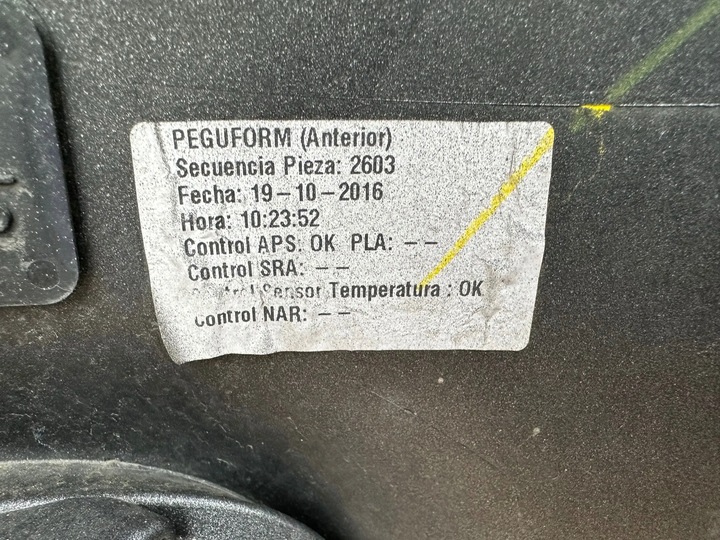 PEGUFORM (Anterior)
Secuencia Pieza: 2603
Fecha: 19-10-2016
Hora: 10:23:52
Control APS: OK PLA: --
Control SRA: --
Control Sensor Temperatura : OK
Control NAR: --